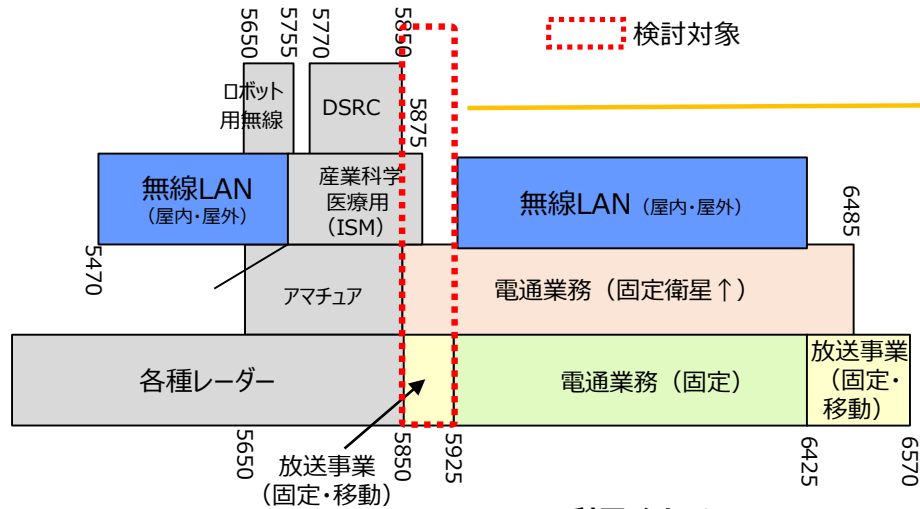 5650
5755
5770
5850
検討対象
ロボット
用無線
DSRC
5875
無線LAN
（屋内・屋外）
産業科学
医療用
（ISM）
無線LAN（屋内・屋外）
6485
5470
アマチュア
電通業務（固定衛星↑）
各種レーダー
電通業務（固定）
放送事業
（固定・
移動）
5650
5850
5925
6425
6570
放送事業
（固定・移動）